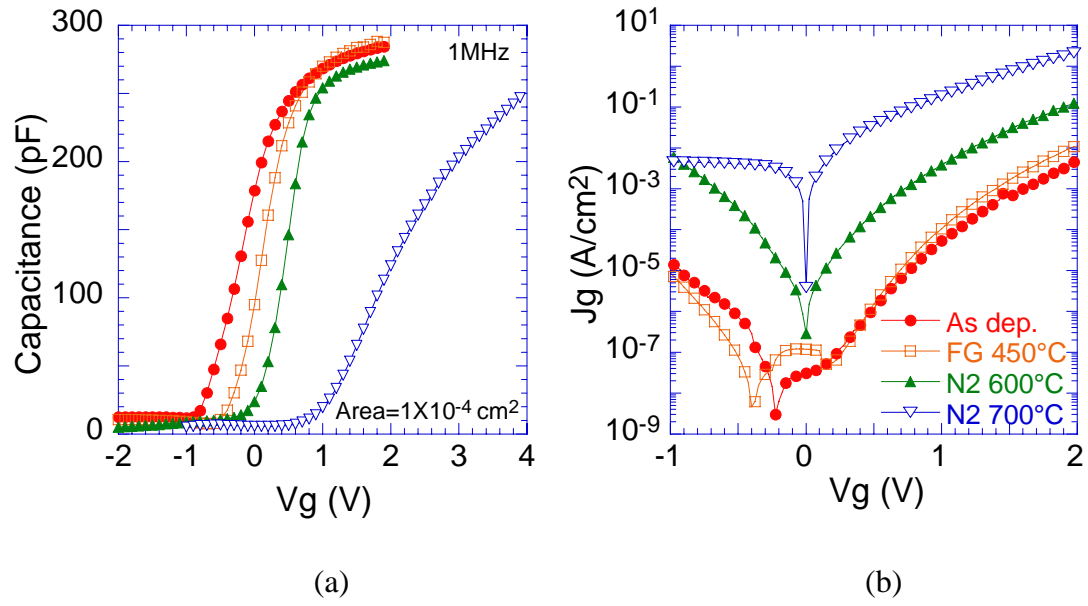 300
200
100
0
Capacitance (pF)
1MHz
Area=1X10-4 cm2
-2 -1 0 1 2 3 4
Vg (V)
(a)
10^1
10^-1
10^-3
10^-5
10^-7
10^-9
Jg (A/cm2)
As dep.
FG 450°C
N2 600°C
N2 700°C
-1 0 1 2
Vg (V)
(b)